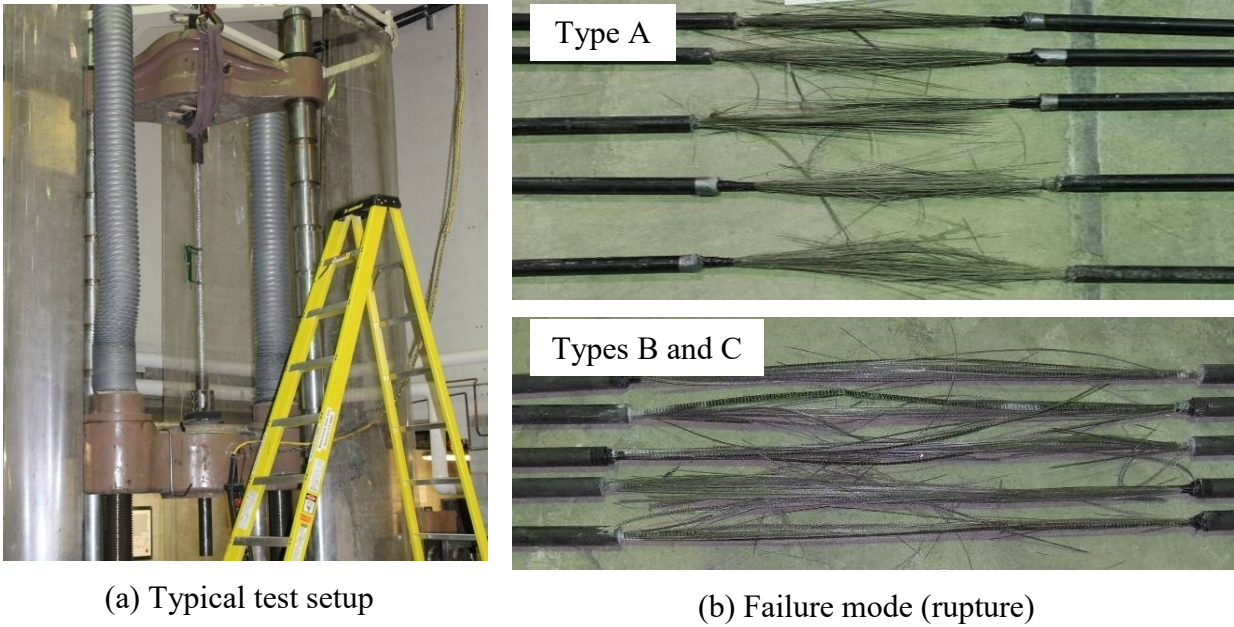 Type A
Types B and C
(a) Typical test setup
(b) Failure mode (rupture)